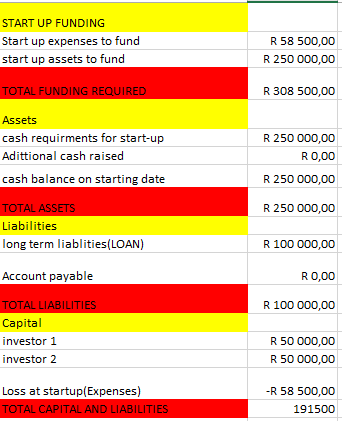 START UP FUNDING
Start up expenses to fund R 58 500,00
start up assets to fund R 250 000,00
TOTAL FUNDING REQUIRED R 308 500,00
Assets
cash requirments for start-up R 250 000,00
Adittional cash raised R 0,00
cash balance on starting date R 250 000,00
TOTAL ASSETS R 250 000,00
Liabilities
long term liablities(LOAN) R 100 000,00
Account payable R 0,00
TOTAL LIABILITIES R 100 000,00
Capital
investor 1 R 50 000,00
investor 2 R 50 000,00
Loss at startup(Expenses) -R 58 500,00
TOTAL CAPITAL AND LIABILITIES 191500